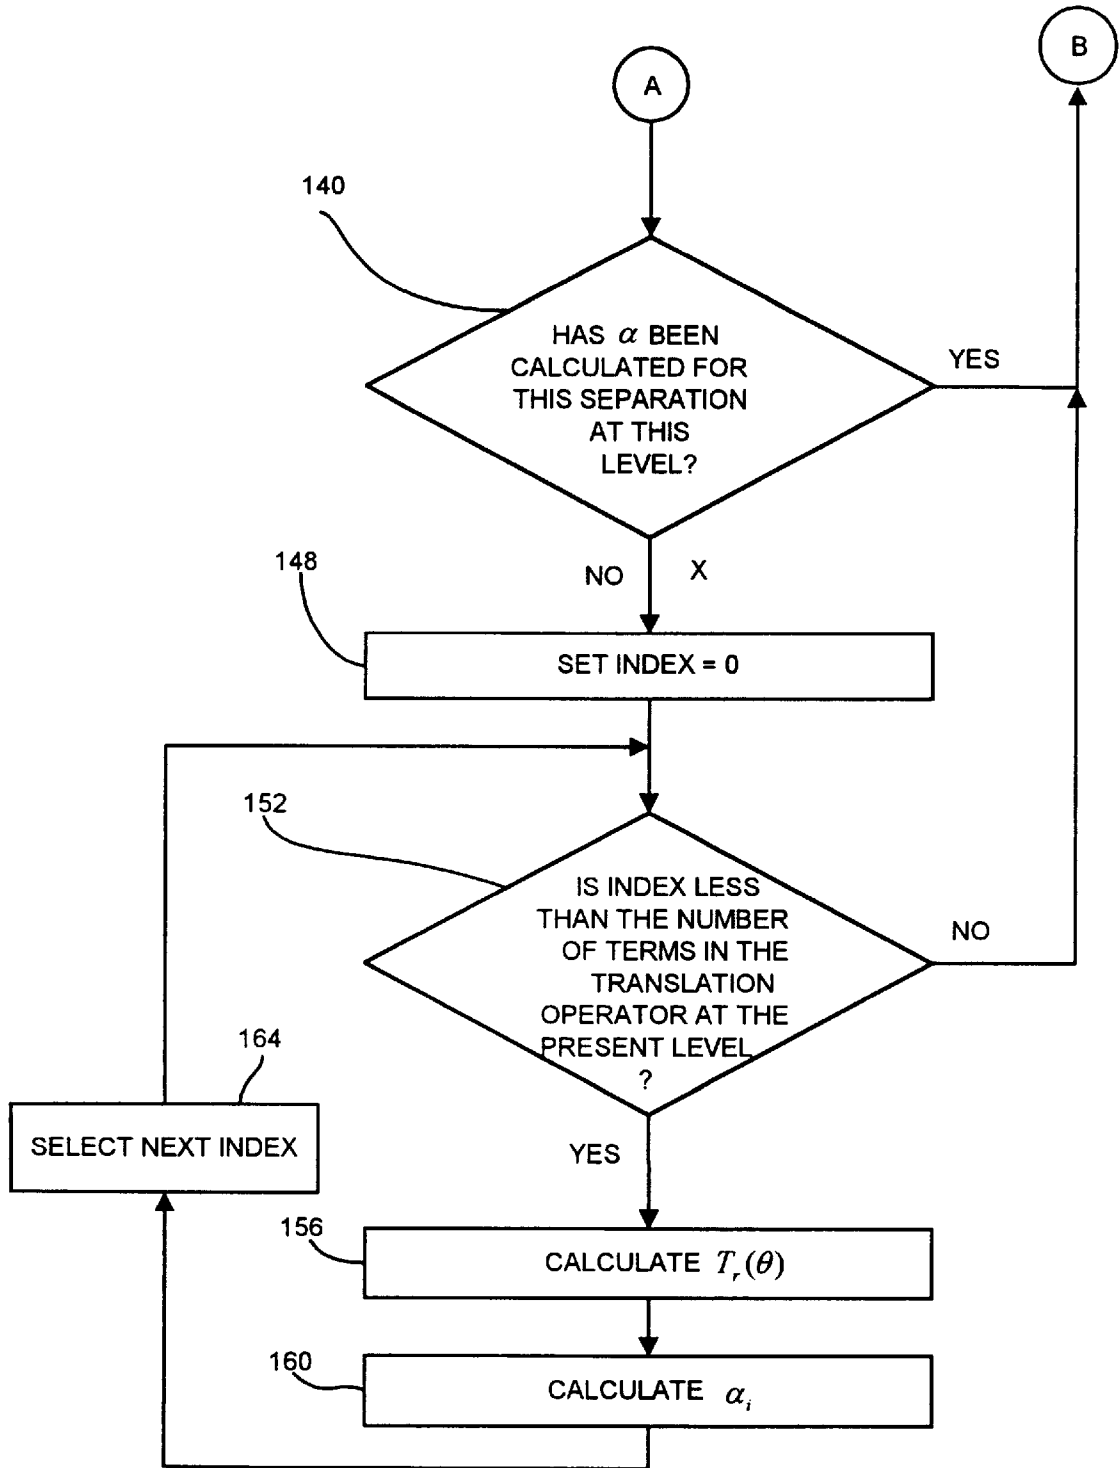 B
A
140
HAS α BEEN
CALCULATED FOR
THIS SEPARATION
AT THIS
LEVEL?
YES
148
NO
X
SET INDEX = 0
152
IS INDEX LESS
THAN THE NUMBER
OF TERMS IN THE
TRANSLATION
OPERATOR AT THE
PRESENT LEVEL
?
NO
164
SELECT NEXT INDEX
YES
156
CALCULATE T_r(θ)
160
CALCULATE α_i